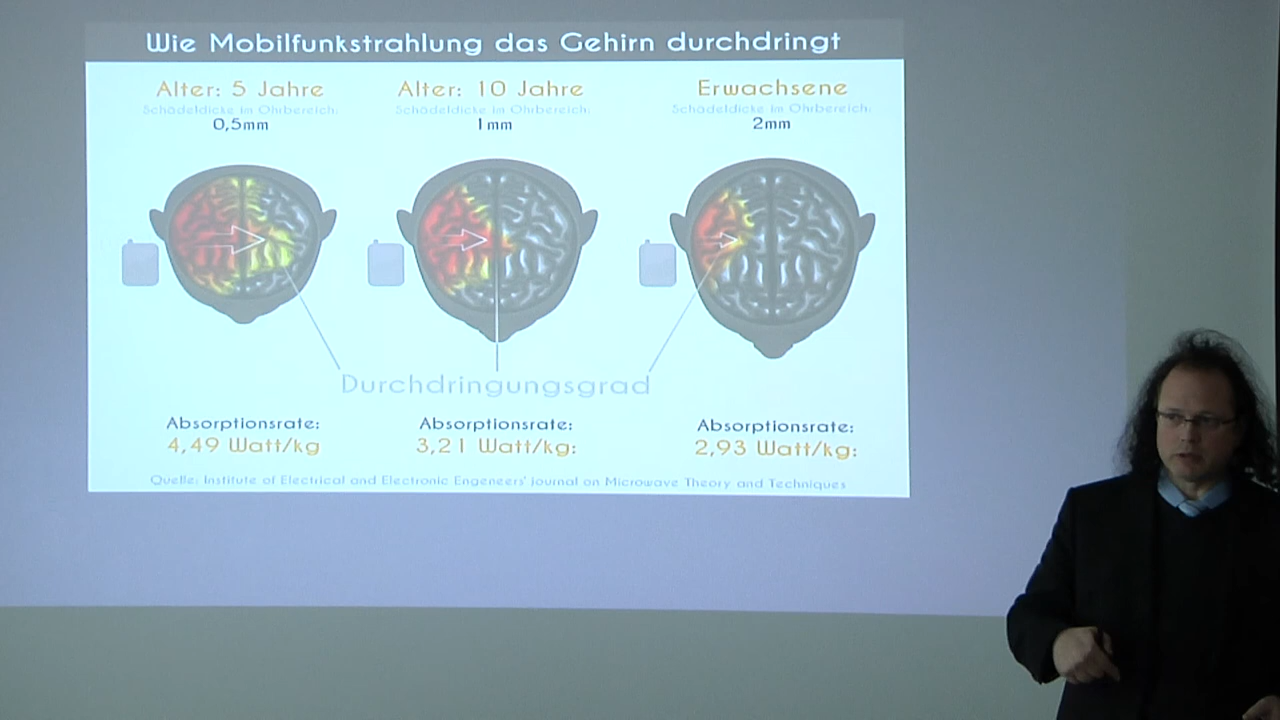 Wie Mobilfunkstrahlung das Gehirn durchdringt
Alter: 5 Jahre
Schädeldicke im Ohrbereich:
0,5mm
Alter: 10 Jahre
Schädeldicke im Ohrbereich:
1mm
Erwachsene
Schädeldicke im Ohrbereich:
2mm
Durchdringungsgrad
Absorptionsrate:
4,49 Watt/kg
Absorptionsrate:
3,21 Watt/kg:
Absorptionsrate:
2,93 Watt/kg:
Quelle: Institute of Electrical and Electronic Engeneers' journal on Microwave Theory and Techniques